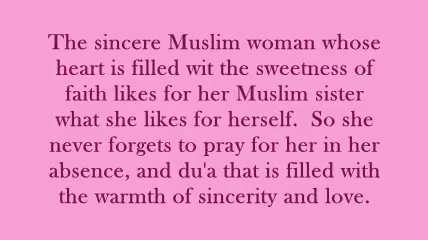 The sincere Muslim woman whose
heart is filled wit the sweetness of
faith likes for her Muslim sister
what she likes for herself.  So she
never forgets to pray for her in her
absence, and du'a that is filled with
the warmth of sincerity and love.